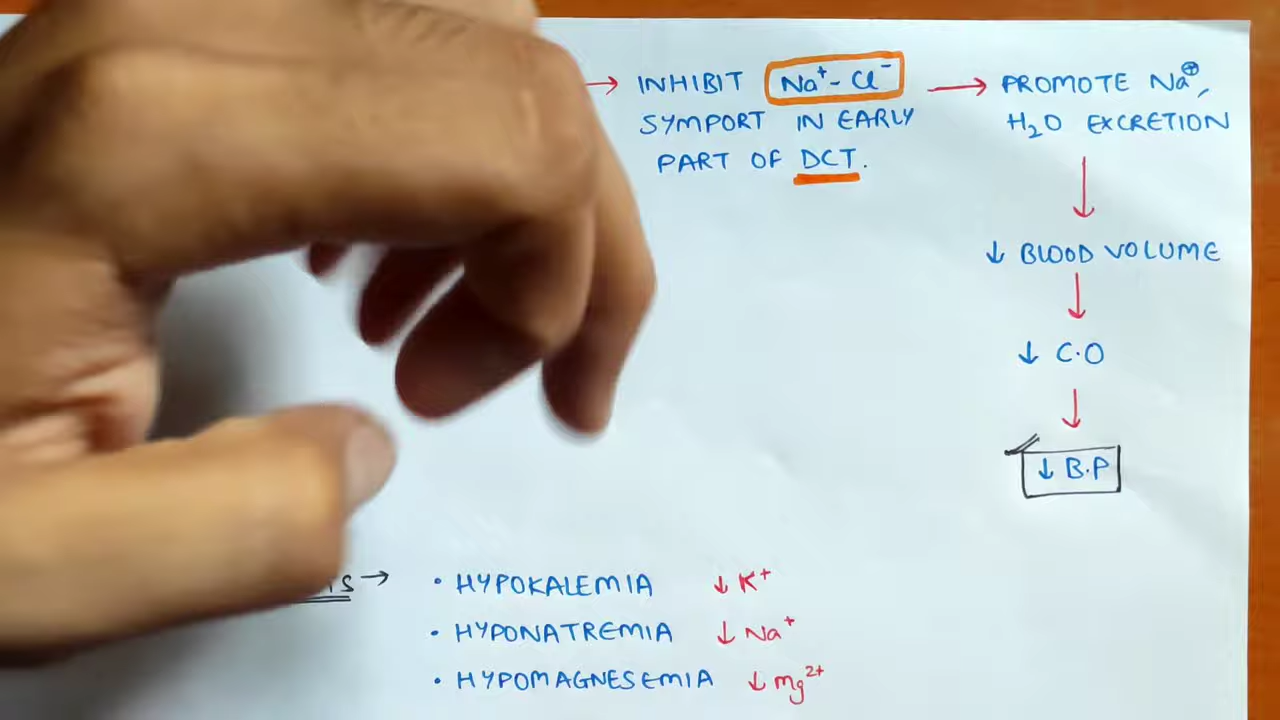 → INHIBIT Na⁺- Cl⁻ → PROMOTE Na⊕,
SYMPORT IN EARLY
PART OF DCT.
H₂O EXCRETION
↓
↓ BLOOD VOLUME
↓
↓ C.O
↓
↓ B.P
→ • HYPOKALEMIA ↓ K⁺
• HYPONATREMIA ↓ Na⁺
• HYPOMAGNESEMIA ↓ Mg²⁺